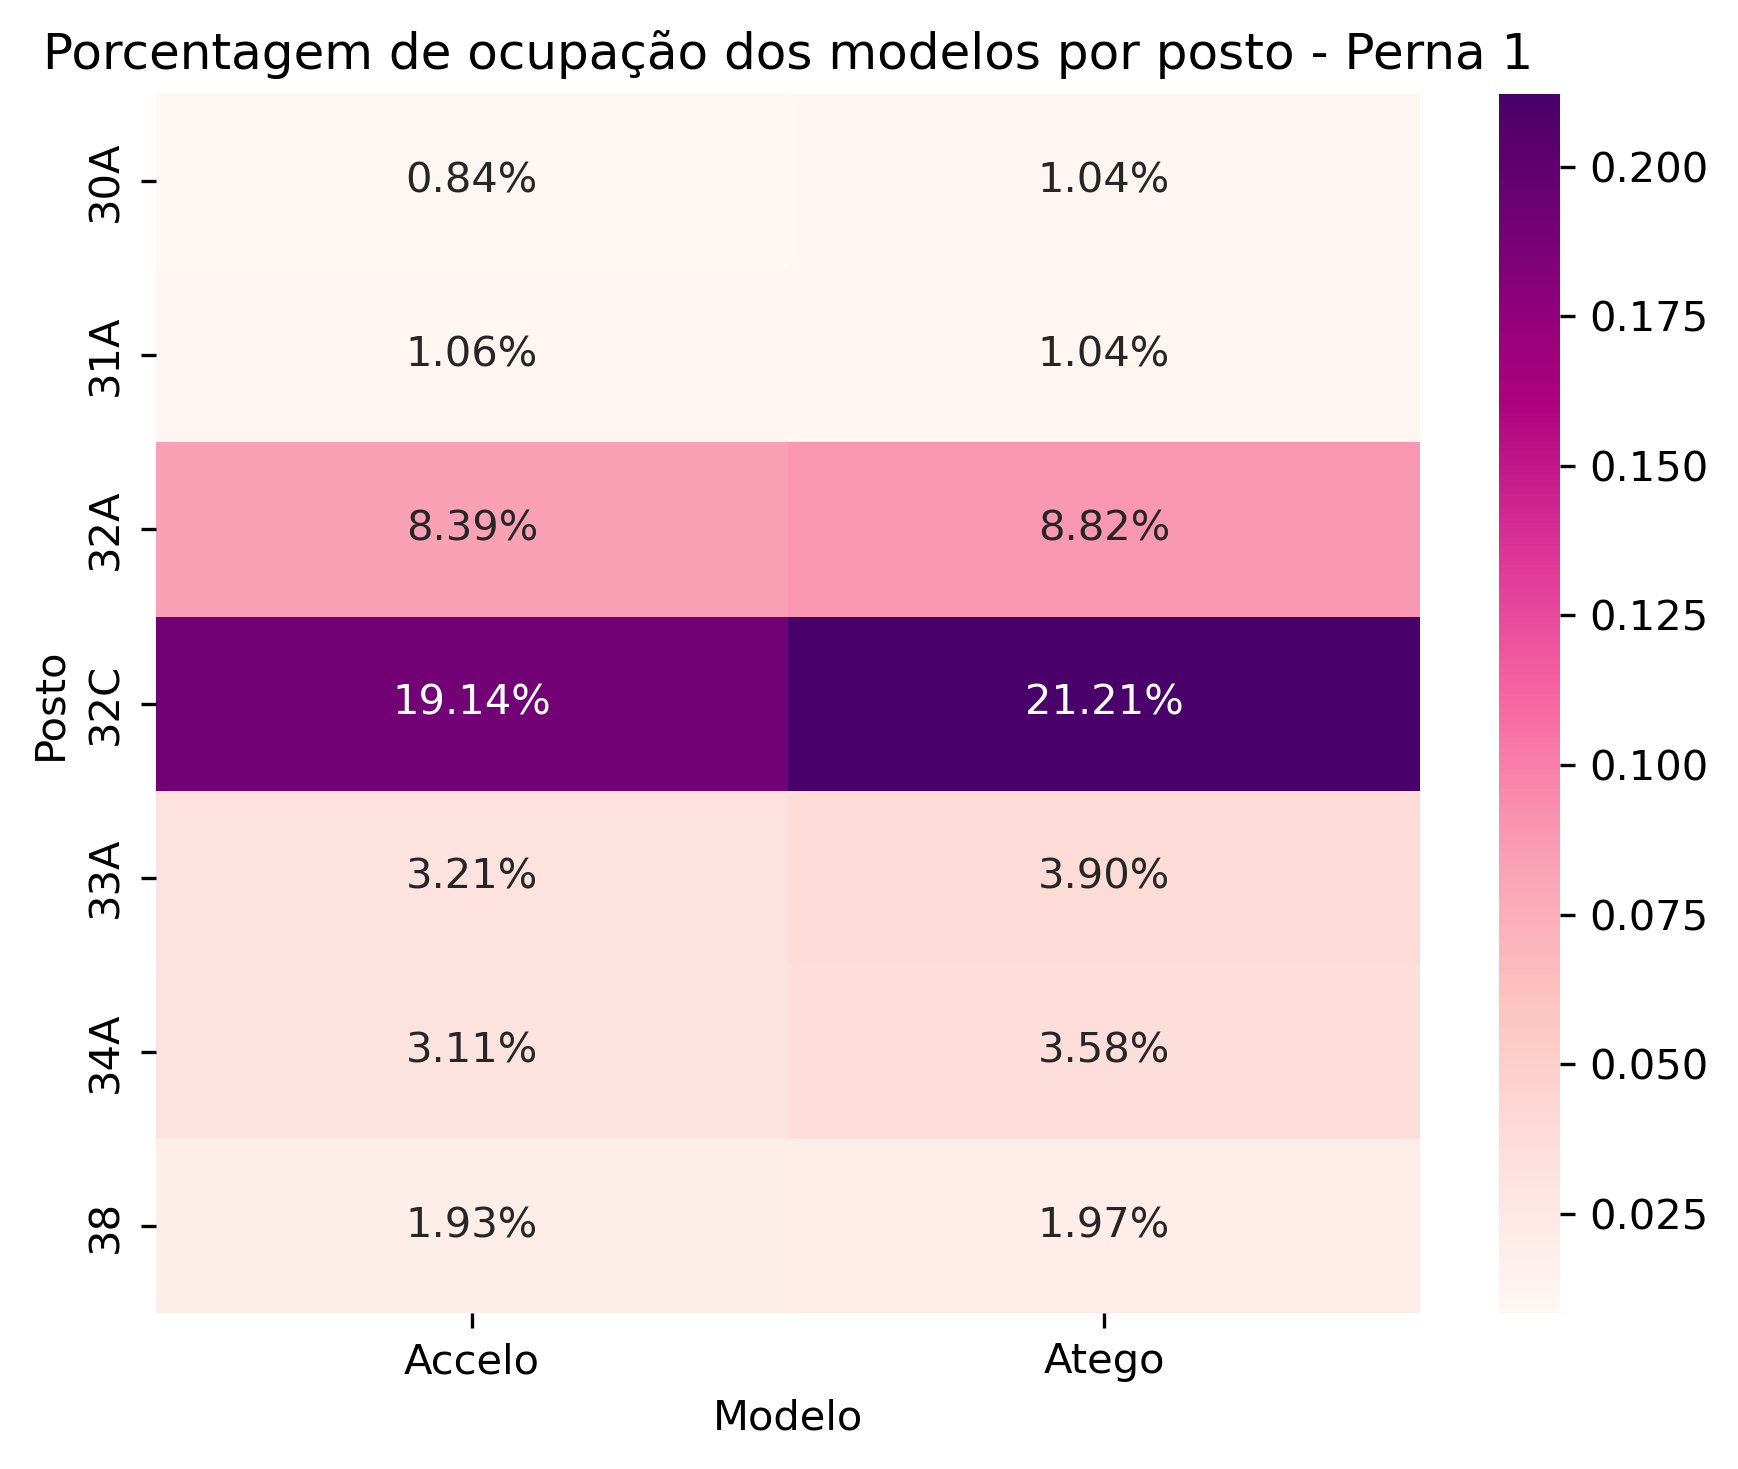 Porcentagem de ocupação dos modelos por posto - Perna 1
Posto
30A 0.84% 1.04%
31A 1.06% 1.04%
32A 8.39% 8.82%
32C 19.14% 21.21%
33A 3.21% 3.90%
34A 3.11% 3.58%
38 1.93% 1.97%
Accelo Atego
Modelo
0.200
0.175
0.150
0.125
0.100
0.075
0.050
0.025